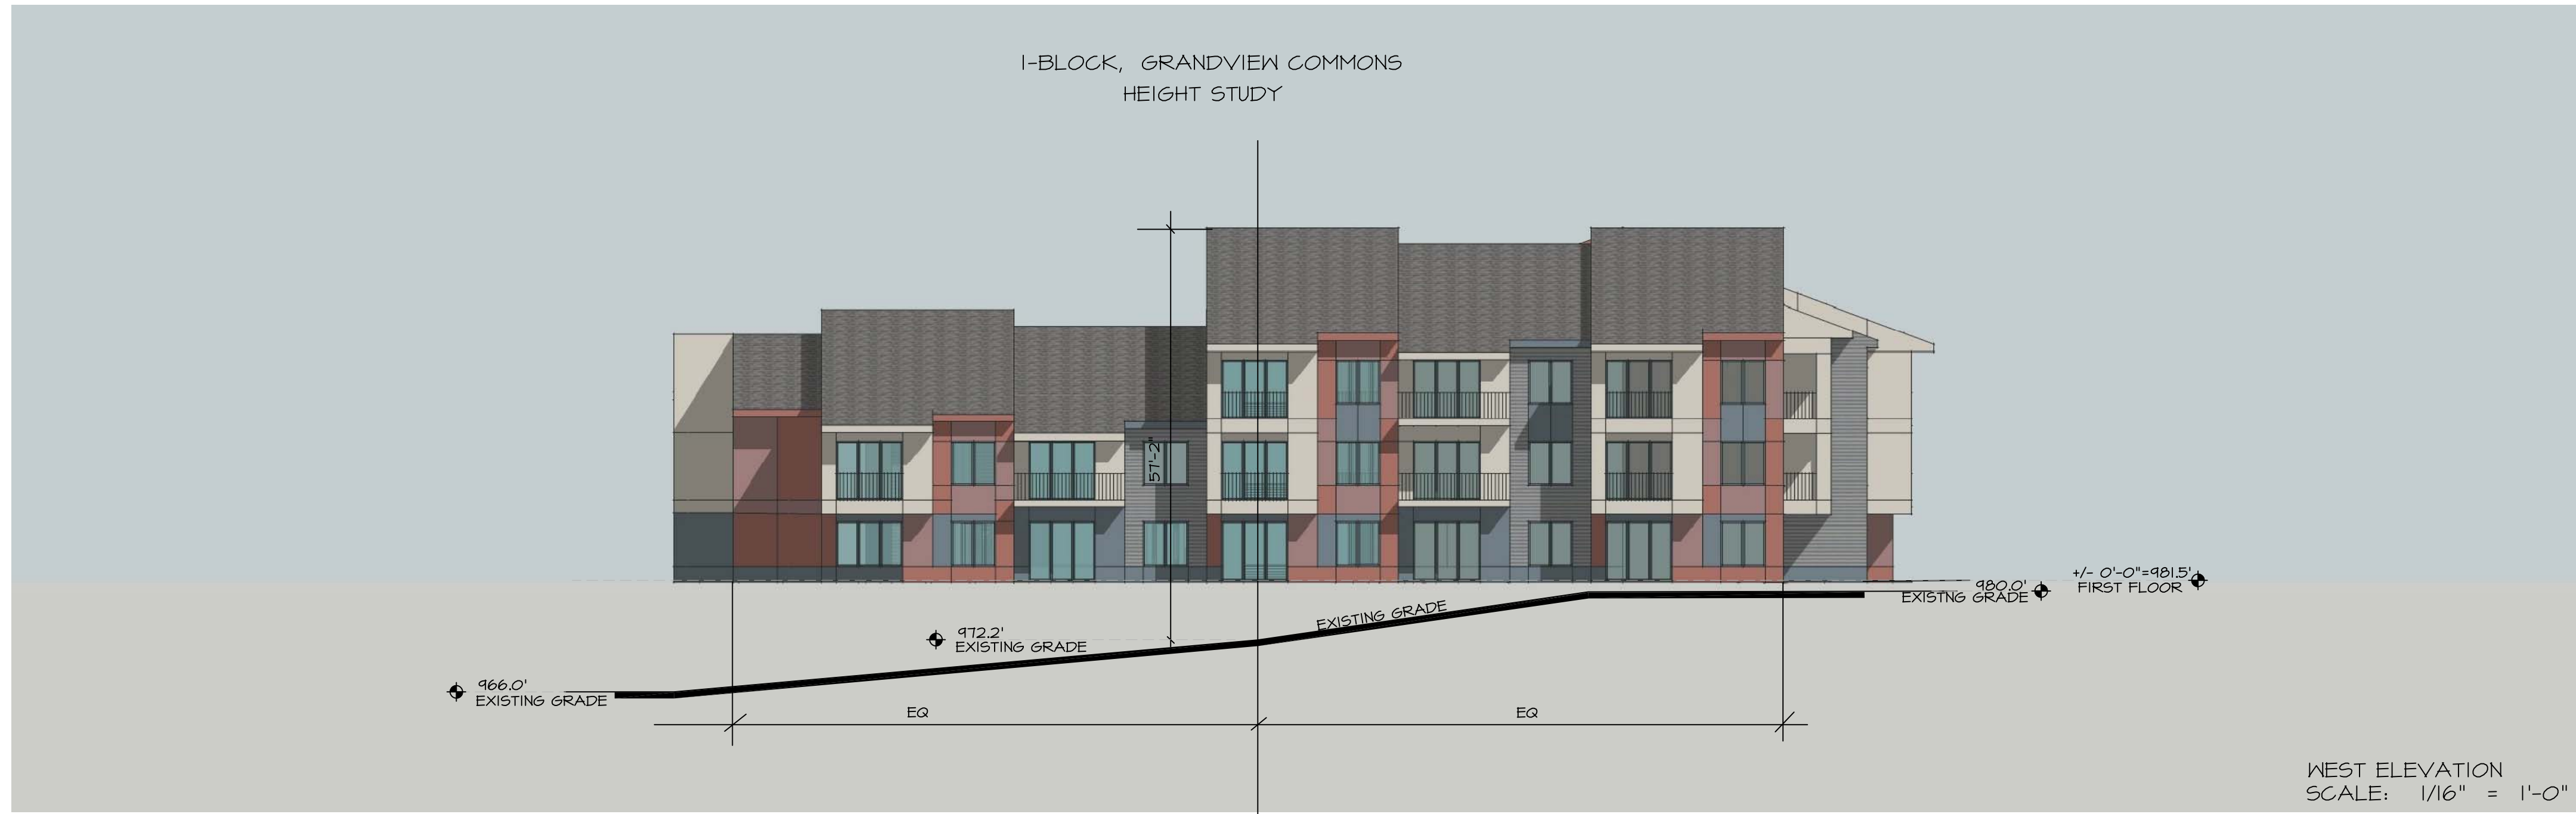 I-BLOCK, GRANDVIEW COMMONS
HEIGHT STUDY
57'-2"
+/- 0'-0"=981.5'
FIRST FLOOR
980.0'
EXISTNG GRADE
EXISTING GRADE
972.2'
EXISTING GRADE
966.0'
EXISTING GRADE
EQ
EQ
WEST ELEVATION
SCALE: 1/16" = 1'-0"